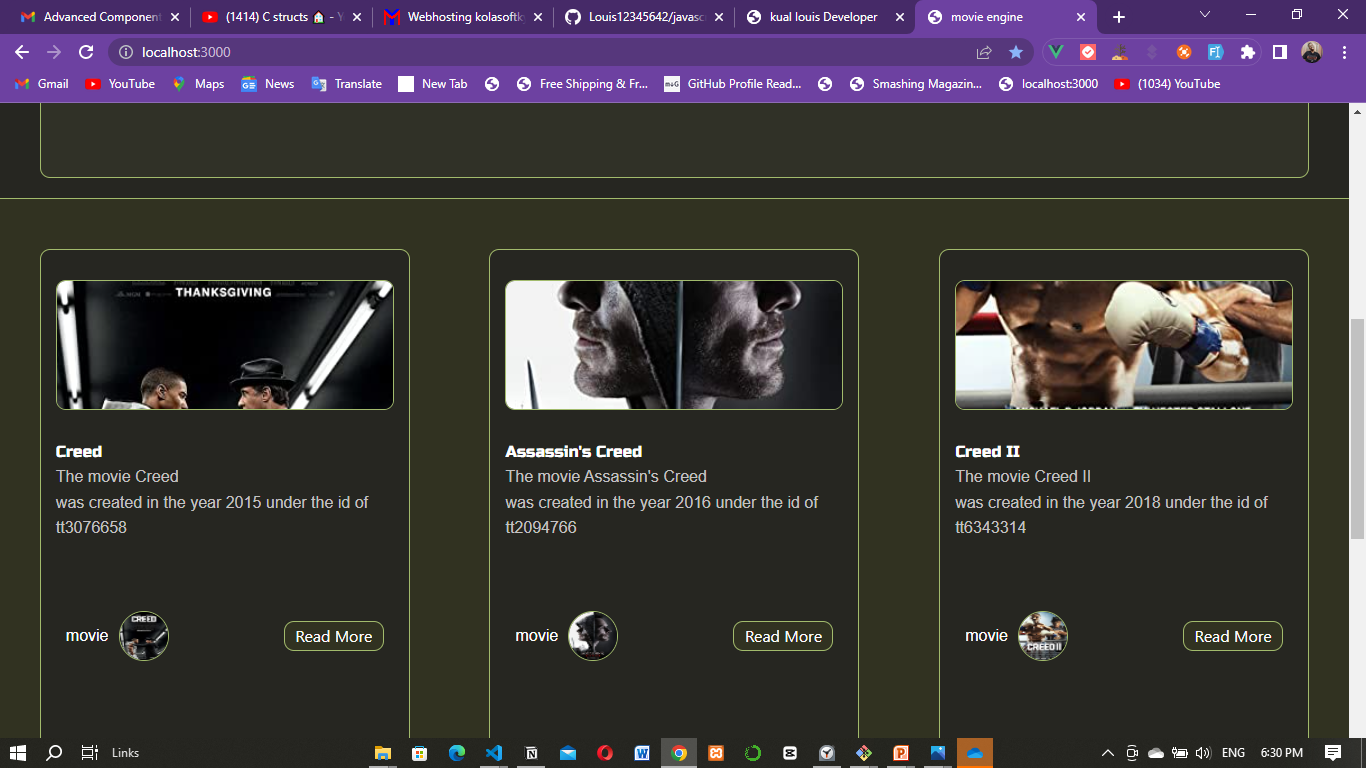 Advanced Component
(1414) C structs 🏠 - Y
Webhosting kolasoftk
Louis12345642/javasc
kual louis Developer
movie engine
localhost:3000
Gmail
YouTube
Maps
News
Translate
New Tab
Free Shipping & Fr...
GitHub Profile Read...
Smashing Magazin...
localhost:3000
(1034) YouTube
THANKSGIVING
Creed
The movie Creed
was created in the year 2015 under the id of
tt3076658
movie
CREED
Read More
Assassin's Creed
The movie Assassin's Creed
was created in the year 2016 under the id of
tt2094766
movie
Read More
Creed II
The movie Creed II
was created in the year 2018 under the id of
tt6343314
movie
CREED II
Read More
Links
ENG
6:30 PM